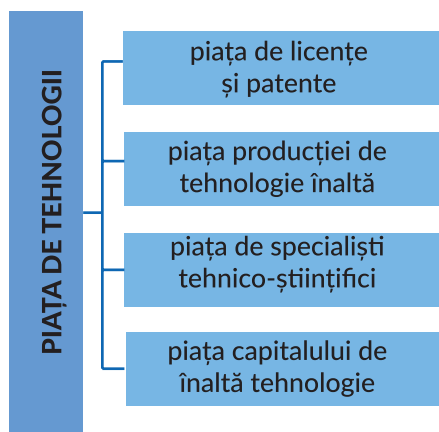 PIAȚA DE TEHNOLOGII
piața de licențe
și patente
piața producției de
tehnologie înaltă
piața de specialiști
tehnico-științifici
piața capitalului de
înaltă tehnologie